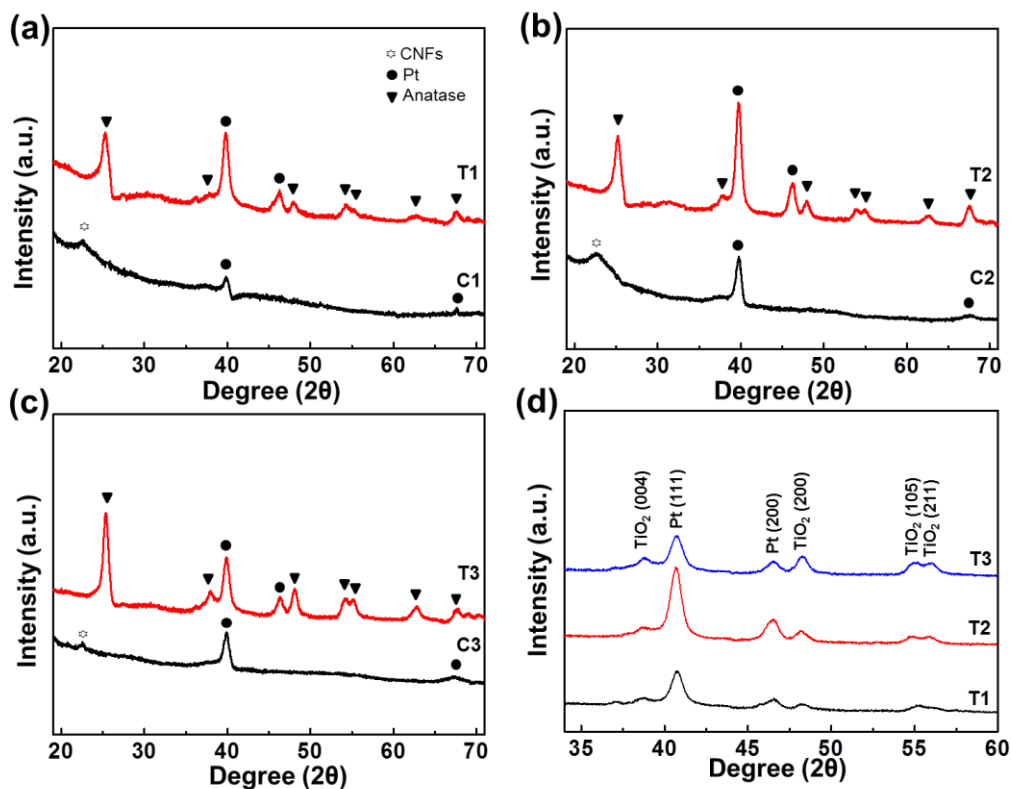 (a)
CNFs
Pt
Anatase
T1
C1
Intensity (a.u.)
20 30 40 50 60 70
Degree (2θ)
(b)
T2
C2
Intensity (a.u.)
20 30 40 50 60 70
Degree (2θ)
(c)
T3
C3
Intensity (a.u.)
20 30 40 50 60 70
Degree (2θ)
(d)
TiO₂ (004)
Pt (111)
Pt (200)
TiO₂ (200)
TiO₂ (105)
TiO₂ (211)
T3
T2
T1
Intensity (a.u.)
35 40 45 50 55 60
Degree (2θ)